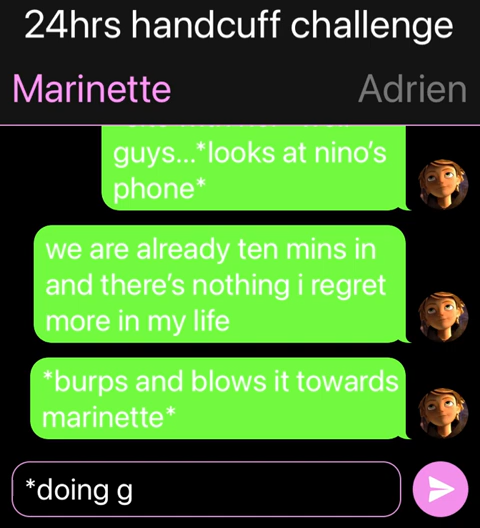 24hrs handcuff challenge
Marinette Adrien
guys...*looks at nino's
phone*
we are already ten mins in
and there's nothing i regret
more in my life
*burps and blows it towards
marinette*
*doing g